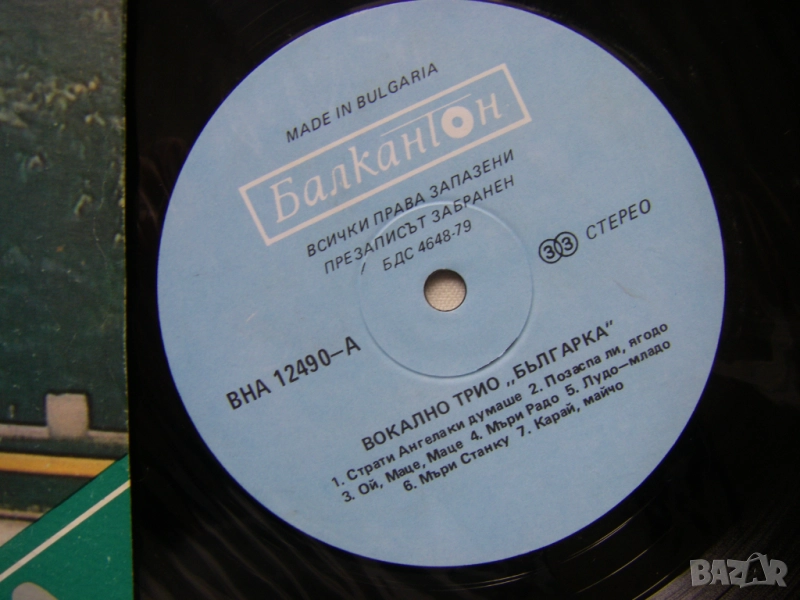 MADE IN BULGARIA
Балкантон
ВСИЧКИ ПРАВА ЗАПАЗЕНИ
ПРЕЗАПИСЪТ ЗАБРАНЕН
БДС 4648-79
33 СТЕРЕО
ВНА 12490–А
ВОКАЛНО ТРИО „БЪЛГАРКА"
1. Страти Ангелаки думаше 2. Позаспа ли, ягодо
3. Ой, Маце, Маце 4. Мъри Радо 5. Лудо–младо
6. Мъри Станку 7. Карай, майчо
BAZAR